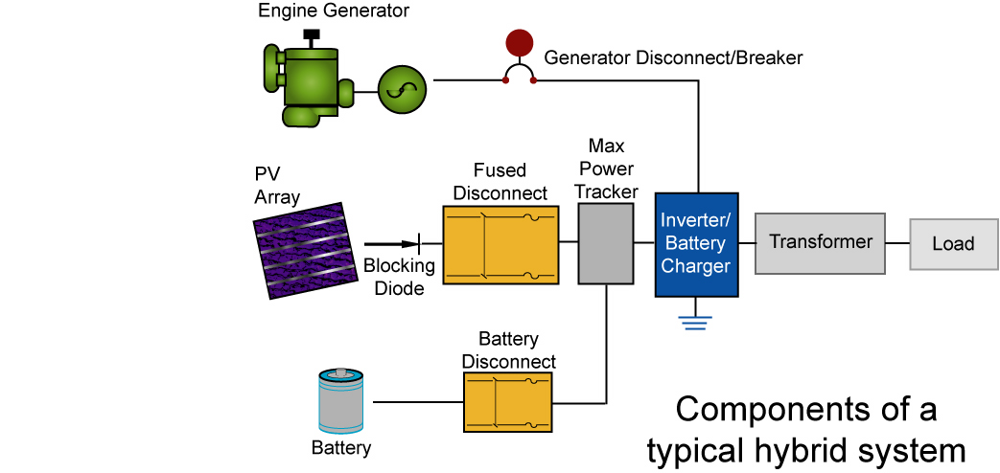 Engine Generator
Generator Disconnect/Breaker
PV
Array
Blocking
Diode
Fused
Disconnect
Max
Power
Tracker
Inverter/
Battery
Charger
Transformer
Load
Battery
Disconnect
Battery
Components of a
typical hybrid system